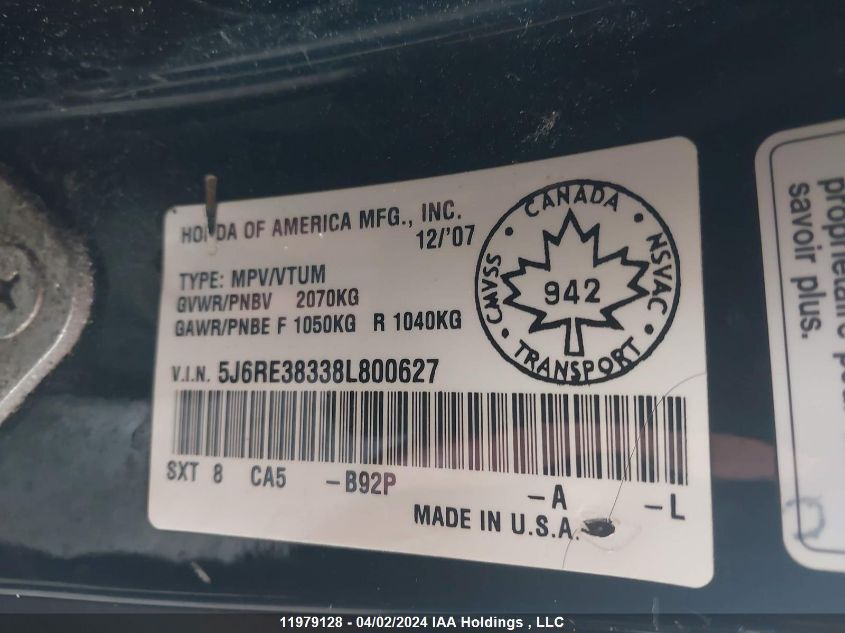 HONDA OF AMERICA MFG., INC.
12/'07
TYPE: MPV/VTUM
GVWR/PNBV 2070KG
GAWR/PNBE F 1050KG R 1040KG
V.I.N. 5J6RE38338L800627
SXT 8 CA5 -B92P -A -L
MADE IN U.S.A.
CANADA
CMVSS 942 NSVAC
TRANSPORT
propriétaire
savoir plus.
11979128 - 04/02/2024 IAA Holdings , LLC